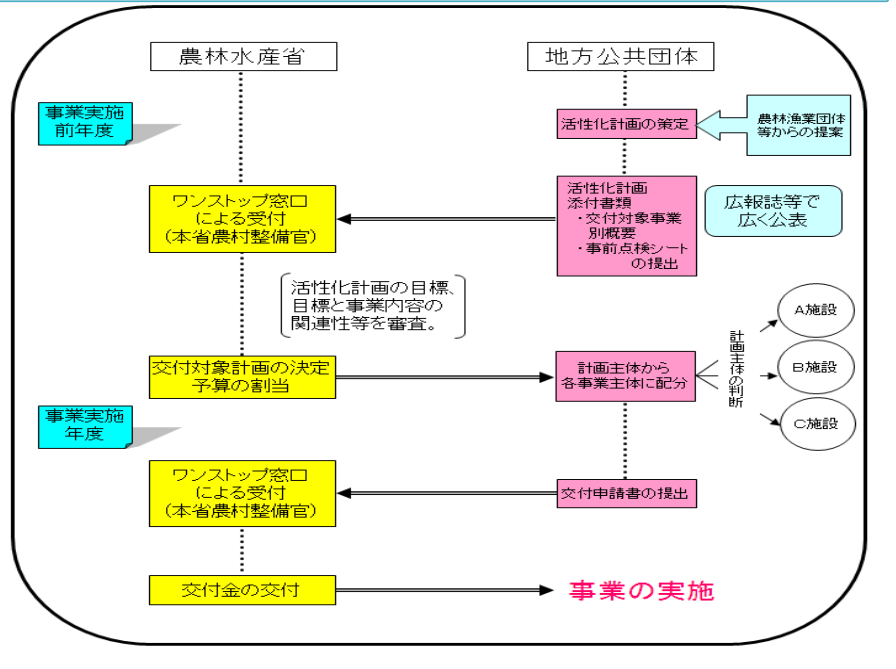 農林水産省
地方公共団体
事業実施
前年度
活性化計画の策定
農林漁業団体
等からの提案
ワンストップ窓口
による受付
(本省農村整備官)
活性化計画
添付書類
・交付対象事業
別概要
・事前点検シート
の提出
広報誌等で
広く公表
活性化計画の目標、
目標と事業内容の
関連性等を審査。
交付対象計画の決定
予算の割当
計画主体から
各事業主体に配分
計画主体の判断
A施設
B施設
C施設
事業実施
年度
ワンストップ窓口
による受付
(本省農村整備官)
交付申請書の提出
交付金の交付
事業の実施